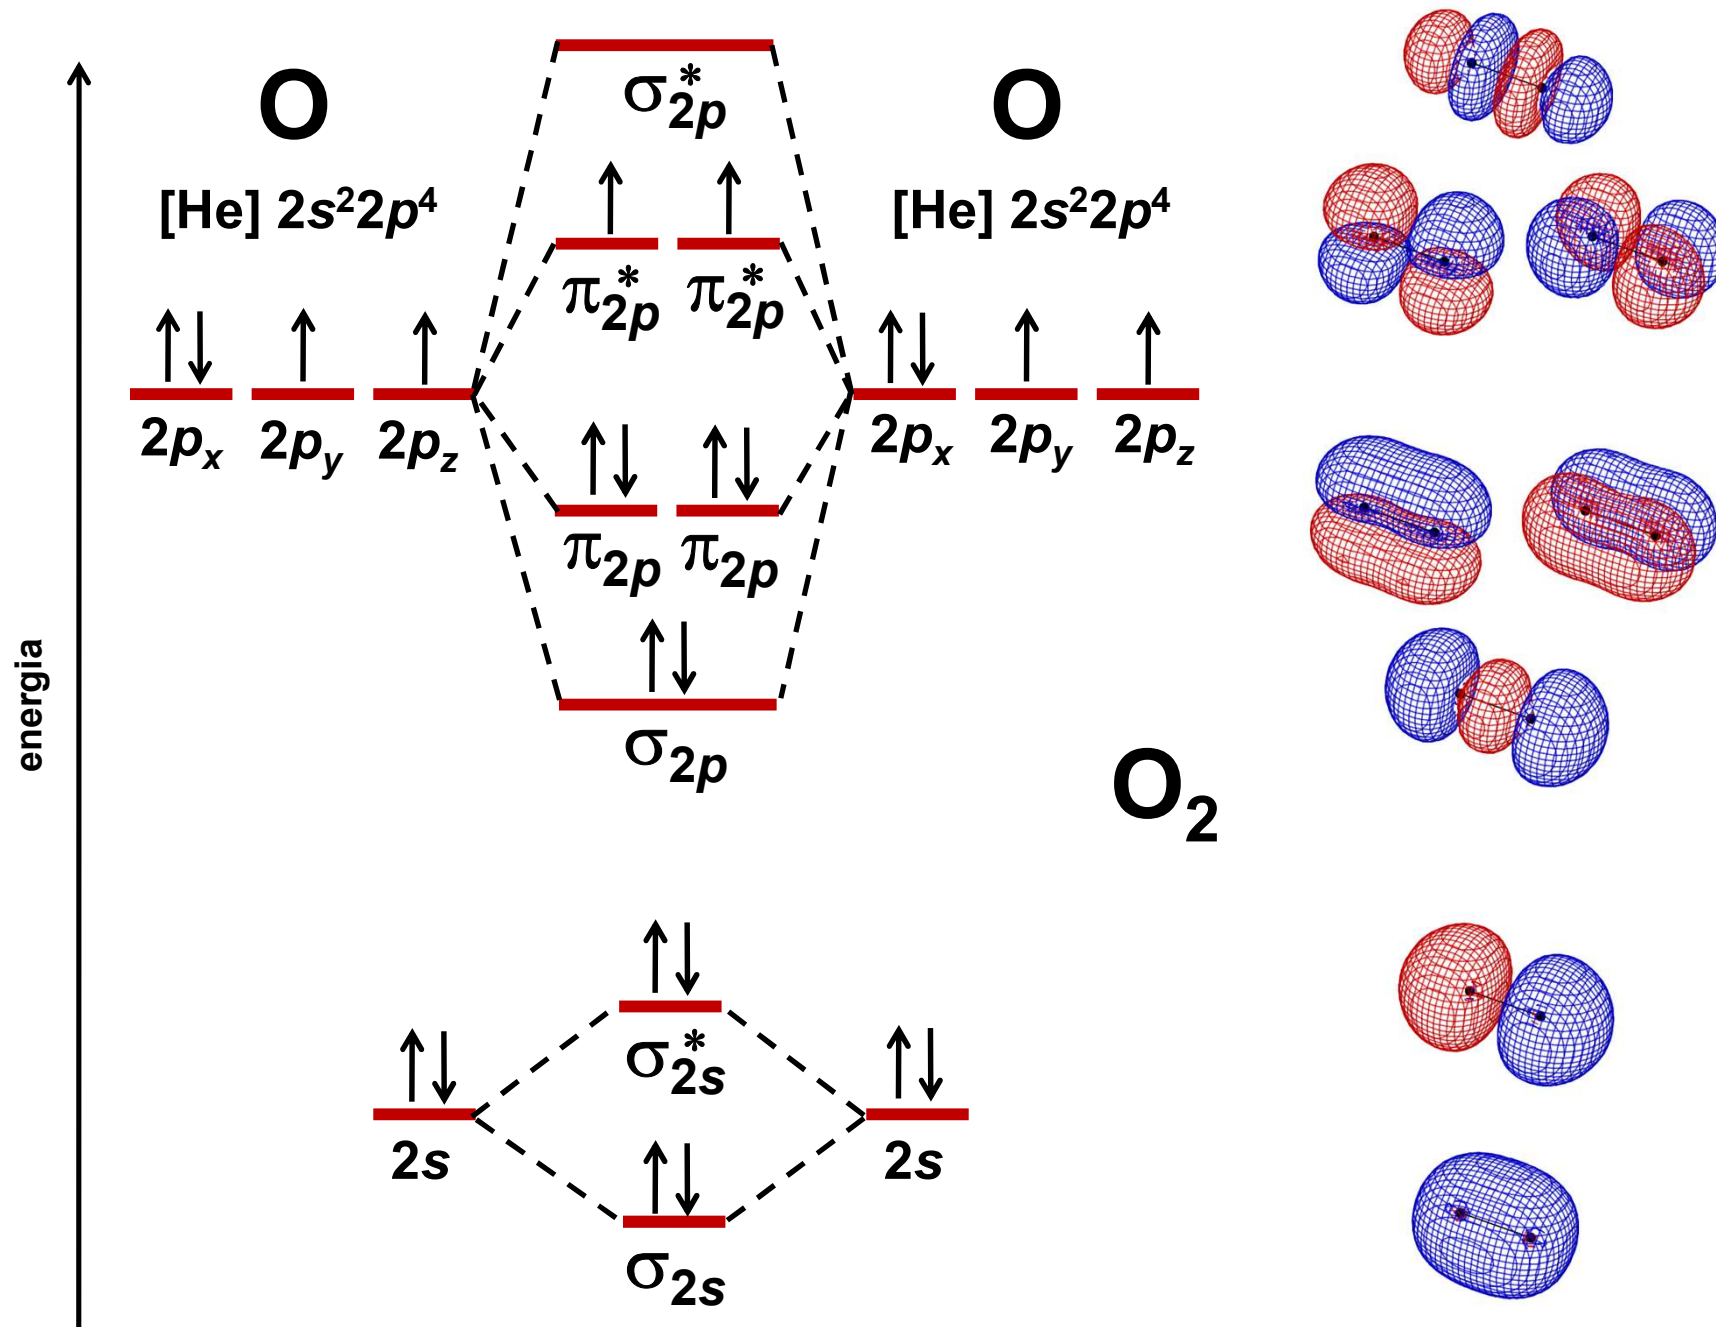 σ*2p
O
O
[He] 2s²2p⁴
[He] 2s²2p⁴
π*2p
π*2p
2px
2py
2pz
2px
2py
2pz
π2p
π2p
energia
σ2p
O₂
σ*2s
2s
2s
σ2s